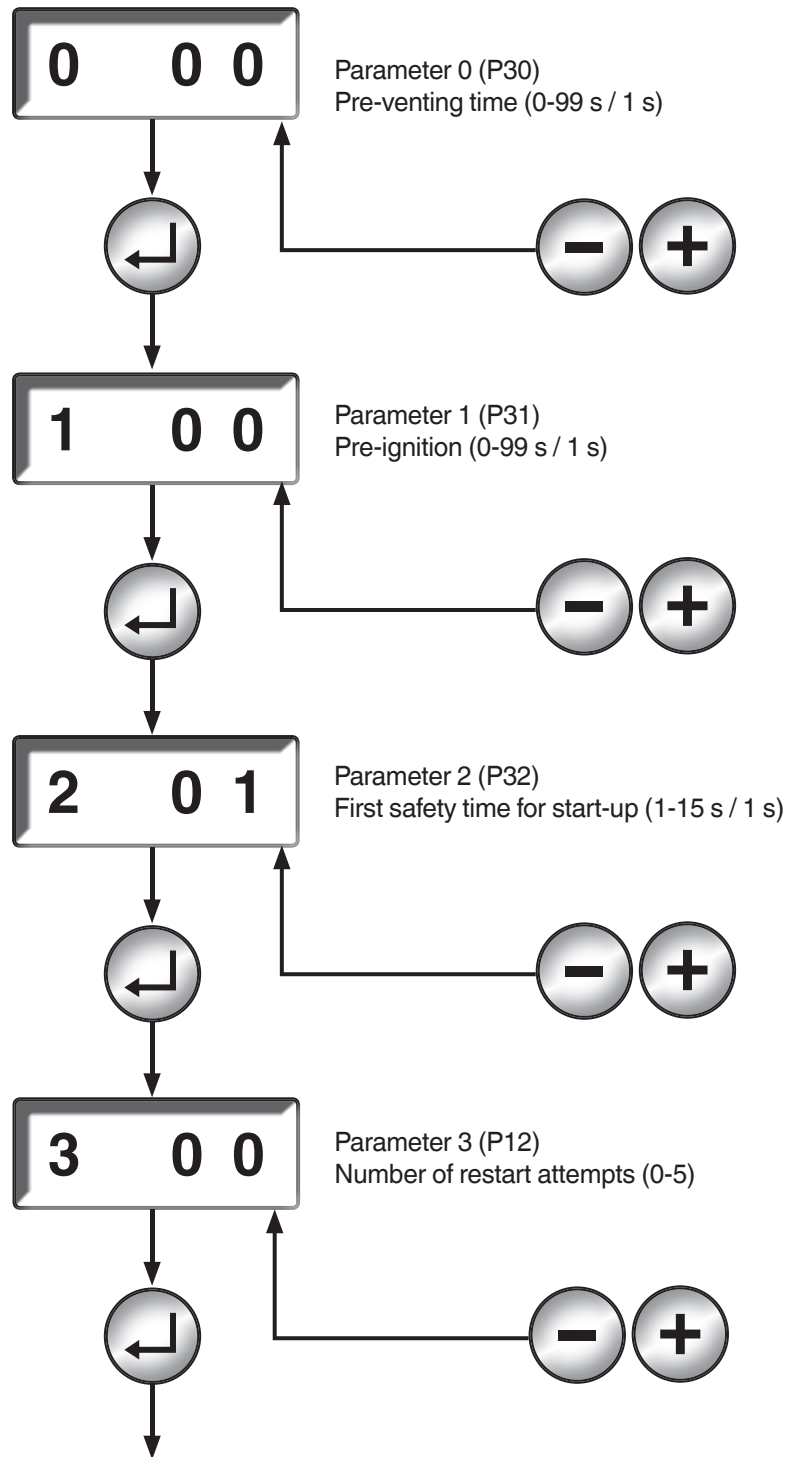 0 0 0
Parameter 0 (P30)
Pre-venting time (0-99 s / 1 s)
- +
1 0 0
Parameter 1 (P31)
Pre-ignition (0-99 s / 1 s)
- +
2 0 1
Parameter 2 (P32)
First safety time for start-up (1-15 s / 1 s)
- +
3 0 0
Parameter 3 (P12)
Number of restart attempts (0-5)
- +